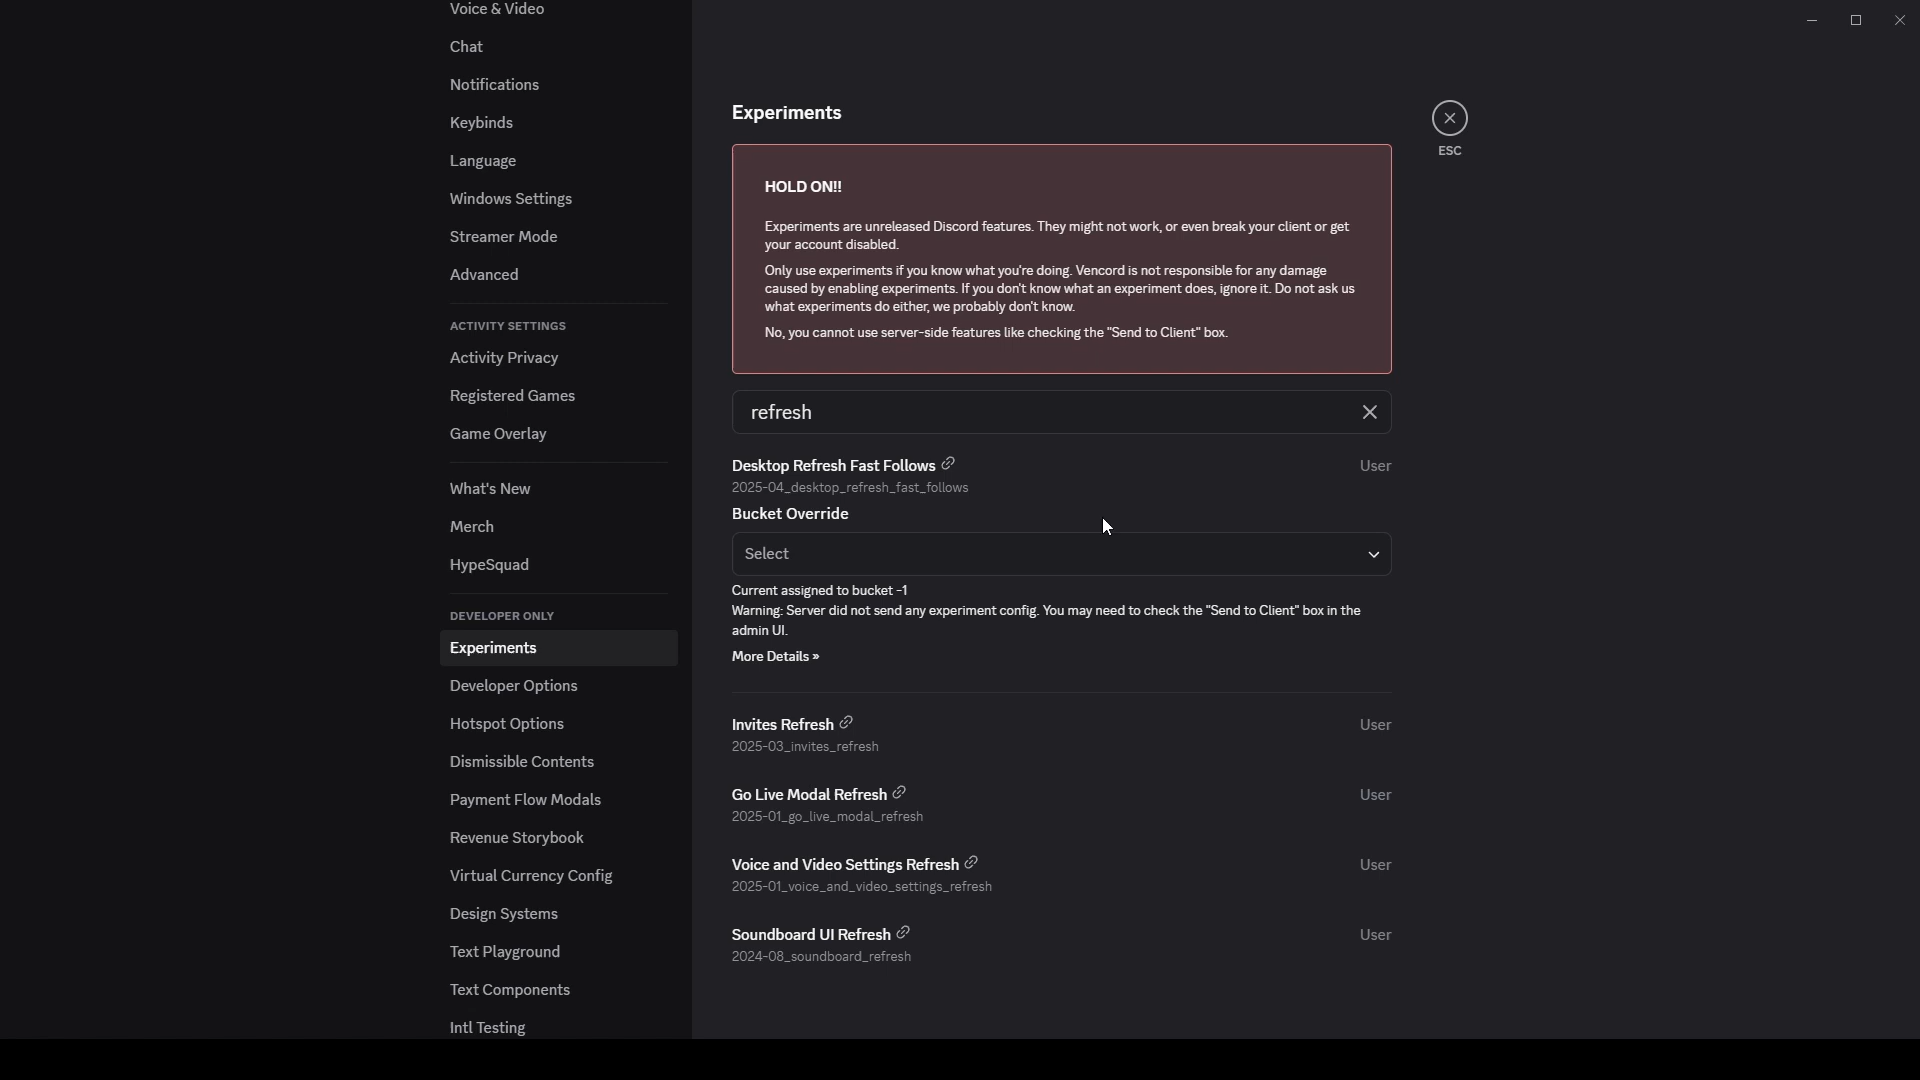 Voice & Video
Chat
Notifications
Keybinds
Language
Windows Settings
Streamer Mode
Advanced
ACTIVITY SETTINGS
Activity Privacy
Registered Games
Game Overlay
What's New
Merch
HypeSquad
DEVELOPER ONLY
Experiments
Developer Options
Hotspot Options
Dismissible Contents
Payment Flow Modals
Revenue Storybook
Virtual Currency Config
Design Systems
Text Playground
Text Components
Intl Testing
Experiments
ESC
HOLD ON!!
Experiments are unreleased Discord features. They might not work, or even break your client or get
your account disabled.
Only use experiments if you know what you're doing. Vencord is not responsible for any damage
caused by enabling experiments. If you don't know what an experiment does, ignore it. Do not ask us
what experiments do either, we probably don't know.
No, you cannot use server-side features like checking the "Send to Client" box.
refresh
Desktop Refresh Fast Follows User
2025-04_desktop_refresh_fast_follows
Bucket Override
Select
Current assigned to bucket -1
Warning: Server did not send any experiment config. You may need to check the "Send to Client" box in the
admin UI.
More Details »
Invites Refresh User
2025-03_invites_refresh
Go Live Modal Refresh User
2025-01_go_live_modal_refresh
Voice and Video Settings Refresh User
2025-01_voice_and_video_settings_refresh
Soundboard UI Refresh User
2024-08_soundboard_refresh